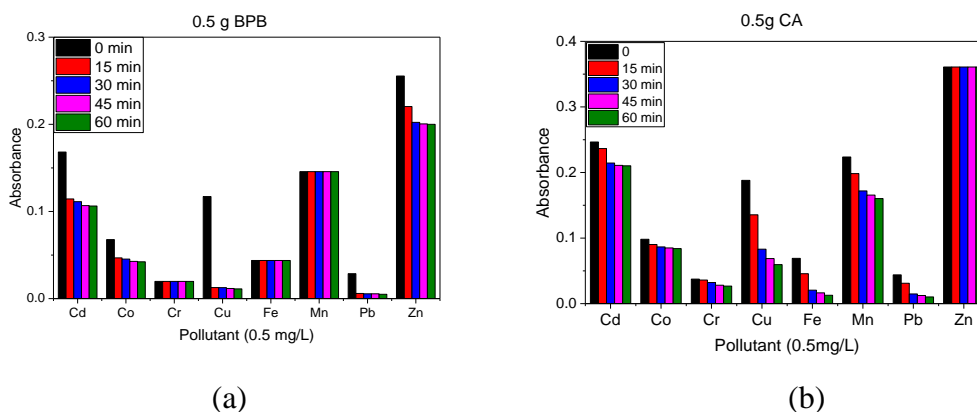 0.5 g BPB
0.3
0.2
0.1
0.0
Absorbance
0 min
15 min
30 min
45 min
60 min
Cd Co Cr Cu Fe Mn Pb Zn
Pollutant (0.5 mg/L)
(a)
0.5g CA
0.4
0.3
0.2
0.1
0.0
Absorbance
0
15 min
30 min
45 min
60 min
Cd Co Cr Cu Fe Mn Pb Zn
Pollutant (0.5mg/L)
(b)